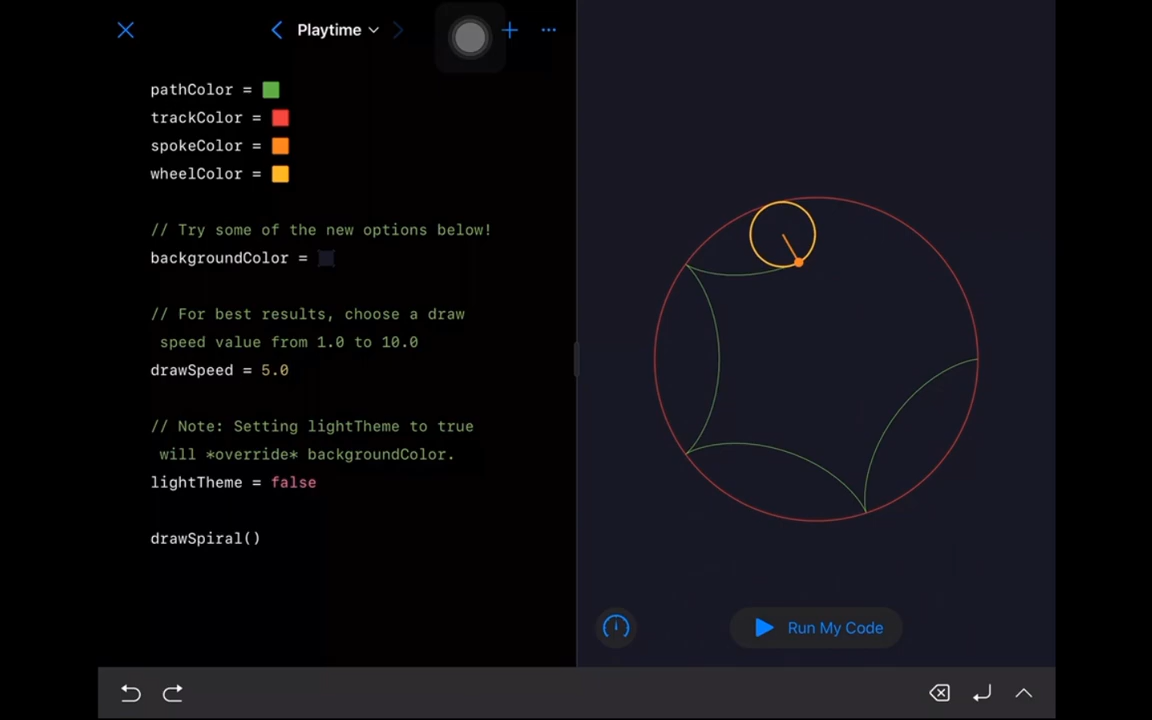 Playtime
pathColor =
trackColor =
spokeColor =
wheelColor =
// Try some of the new options below!
backgroundColor =
// For best results, choose a draw
speed value from 1.0 to 10.0
drawSpeed = 5.0
// Note: Setting lightTheme to true
will *override* backgroundColor.
lightTheme = false
drawSpiral()
Run My Code